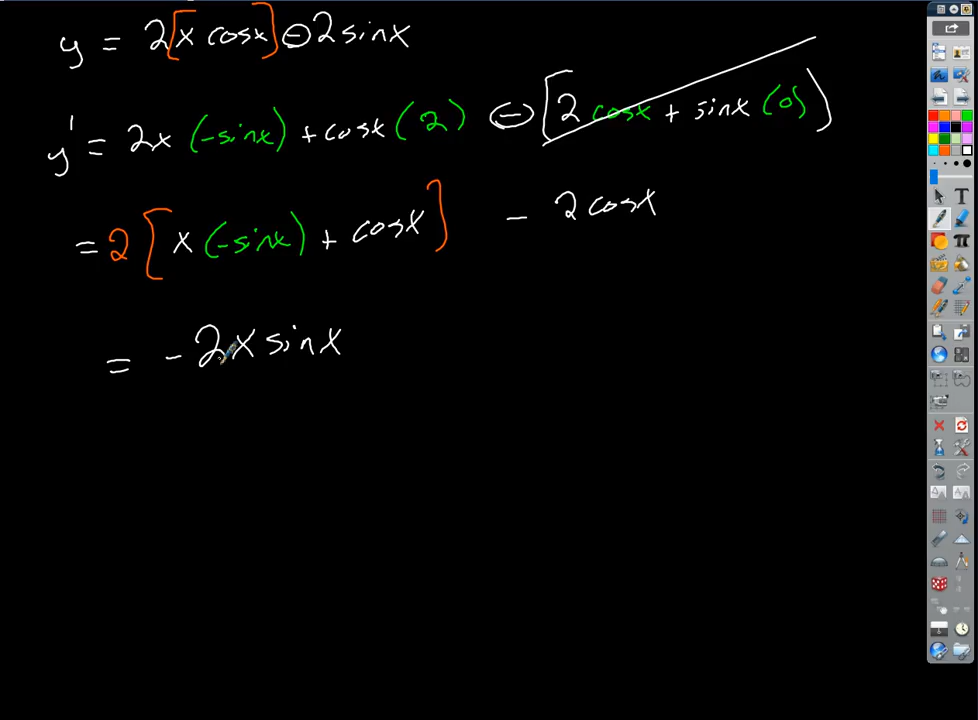 y = 2[x cosx] ⊖ 2 sinx
y' = 2x (-sinx) + cosx (2) ⊖ [2 cosx + sinx (0)]
= 2 [x (-sinx) + cosx] - 2 cosx
= - 2x sinx